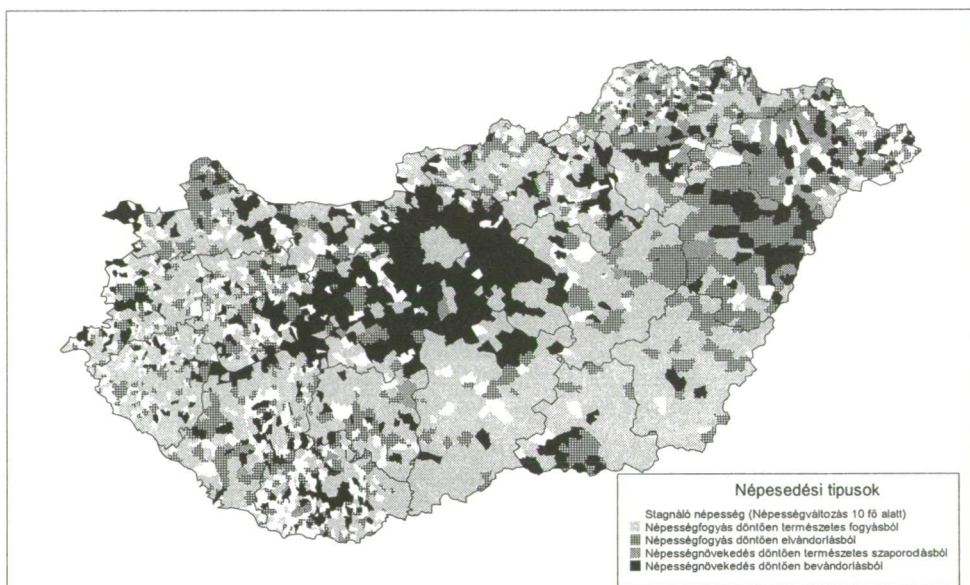 Népesedési tipusok
Stagnáló népesség (Népességváltozás 10 fő alatt)
Népességfogyás döntően természetes fogyásból
Népességfogyás döntően elvándorlásból
Népességnövekedés döntően természetes szaporodásból
Népességnövekedés döntően bevándorlásból